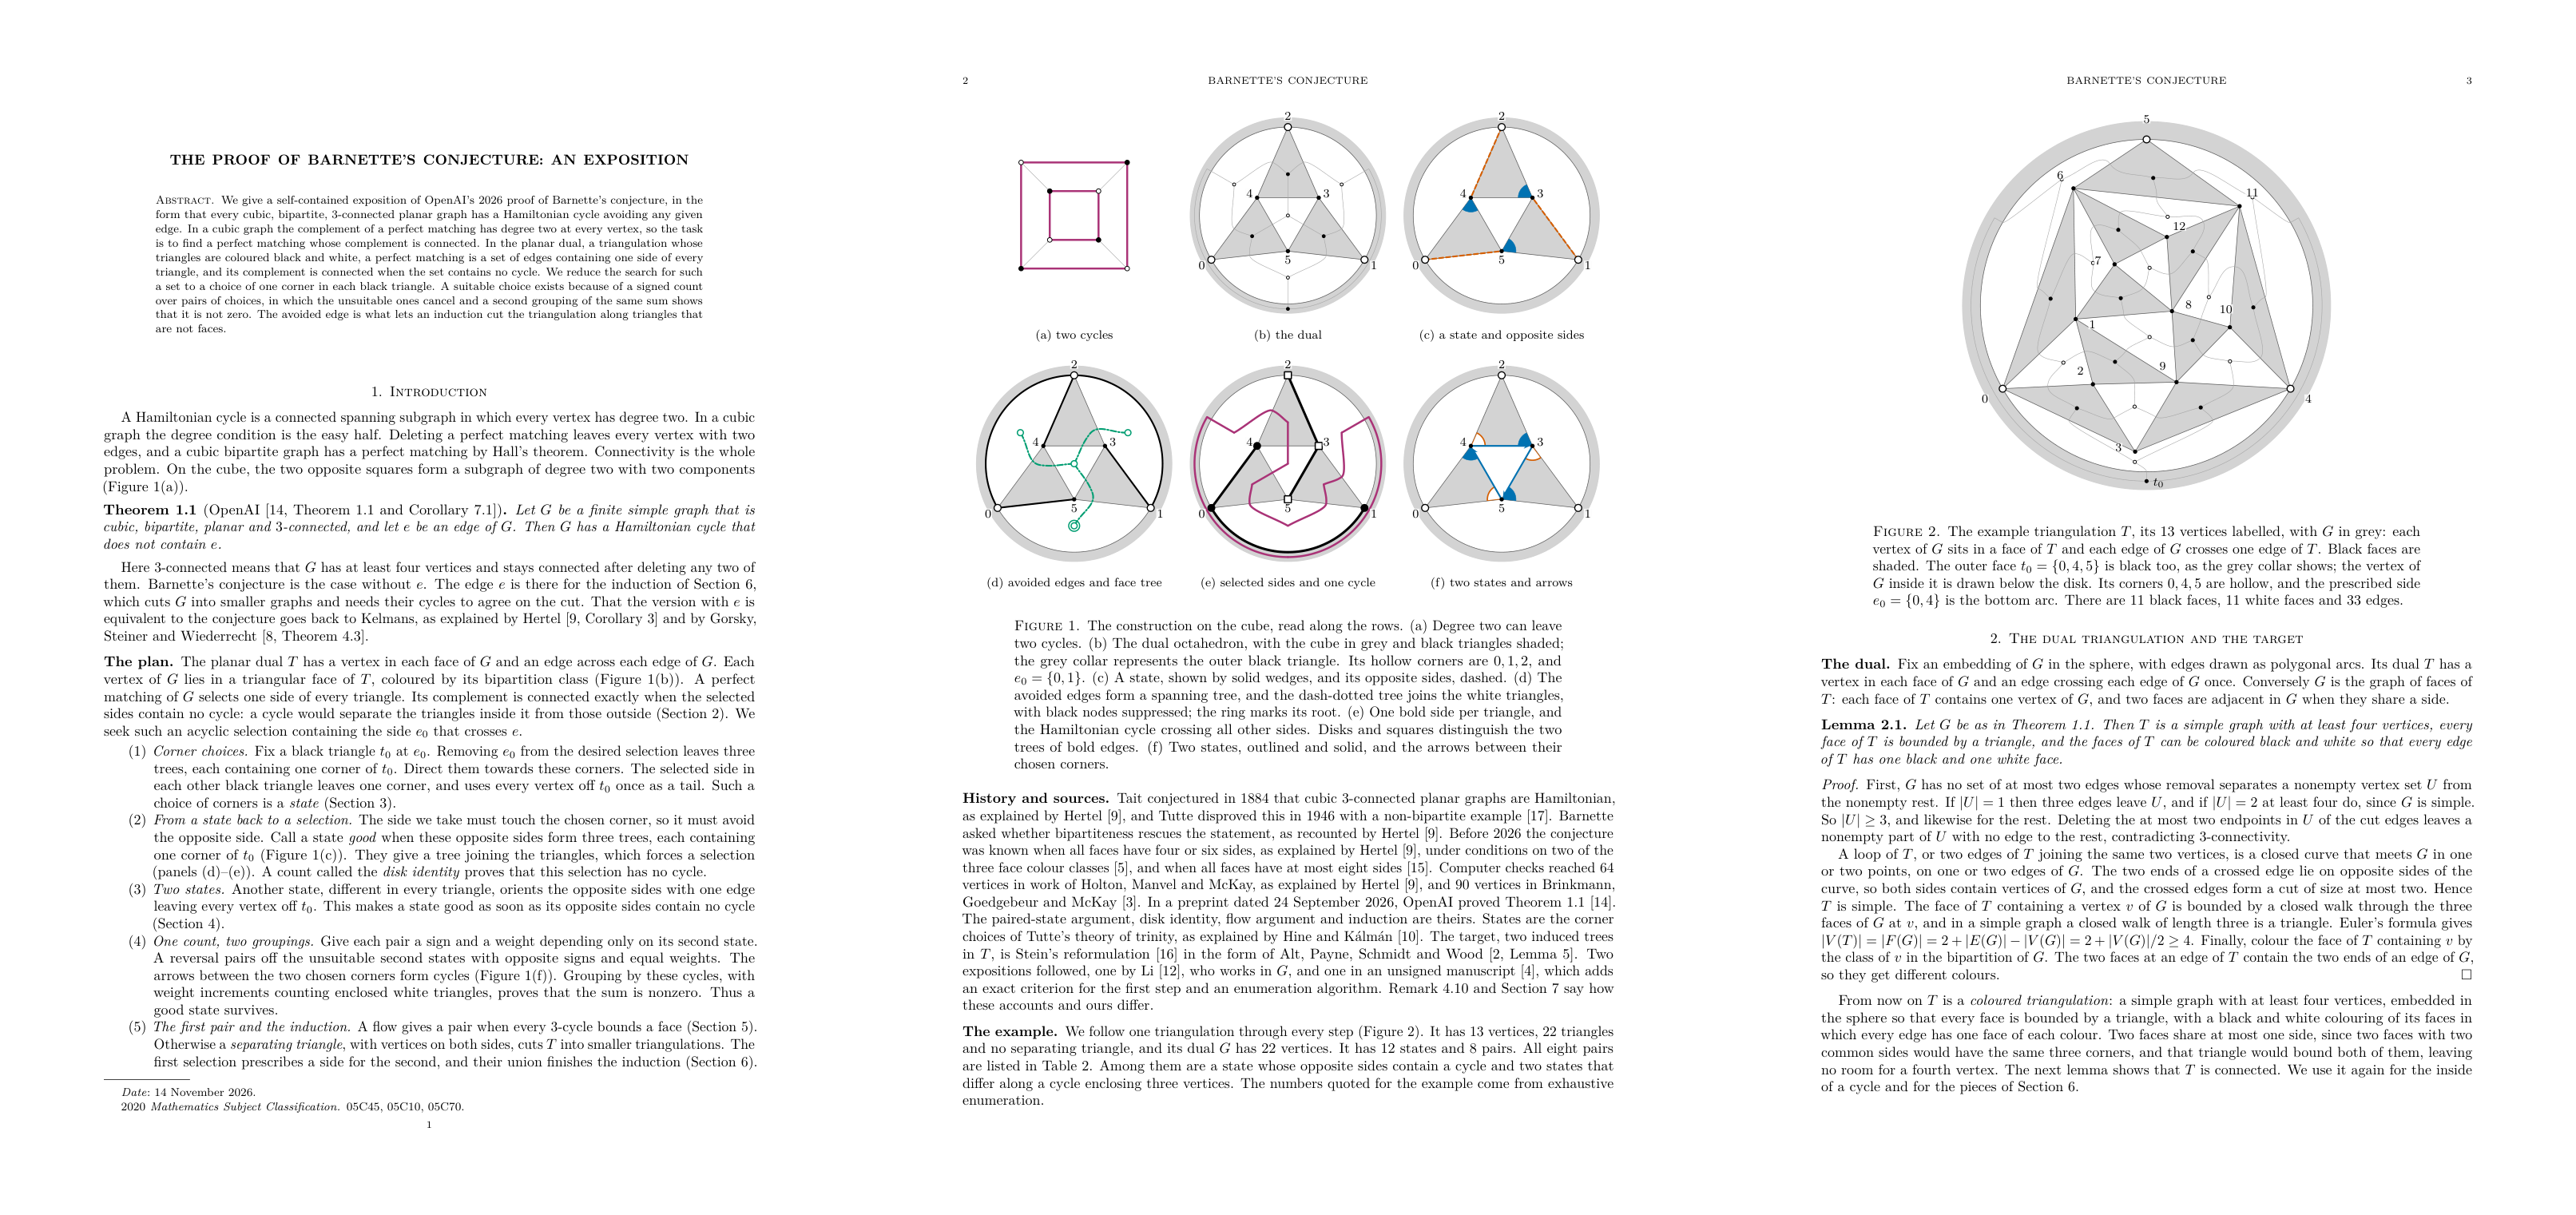 THE PROOF OF BARNETTE'S CONJECTURE: AN EXPOSITION
Abstract. We give a self-contained exposition of OpenAI's 2026 proof of Barnette's conjecture, in the
form that every cubic, bipartite, 3-connected planar graph has a Hamiltonian cycle avoiding any given
edge. In a cubic graph the complement of a perfect matching has degree two at every vertex, so the task
is to find a perfect matching whose complement is connected. In the planar dual, a triangulation whose
triangles are coloured black and white, a perfect matching is a set of edges containing one side of every
triangle, and its complement is connected when the set contains no cycle. We reduce the search for such
a set to a choice of one corner in each black triangle. A suitable choice exists because of a signed count
over pairs of choices, in which the unsuitable ones cancel and a second grouping of the same sum shows
that it is not zero. The avoided edge is what lets an induction cut the triangulation along triangles that
are not faces.
1. Introduction
A Hamiltonian cycle is a connected spanning subgraph in which every vertex has degree two. In a cubic
graph the degree condition is the easy half. Deleting a perfect matching leaves every vertex with two
edges, and a cubic bipartite graph has a perfect matching by Hall's theorem. Connectivity is the whole
problem. On the cube, the two opposite squares form a subgraph of degree two with two components
(Figure 1(a)).
Theorem 1.1 (OpenAI [14, Theorem 1.1 and Corollary 7.1]). Let G be a finite simple graph that is
cubic, bipartite, planar and 3-connected, and let e be an edge of G. Then G has a Hamiltonian cycle that
does not contain e.
Here 3-connected means that G has at least four vertices and stays connected after deleting any two of
them. Barnette's conjecture is the case without e. The edge e is there for the induction of Section 6,
which cuts G into smaller graphs and needs their cycles to agree on the cut. That the version with e is
equivalent to the conjecture goes back to Kelmans, as explained by Hertel [9, Corollary 3] and by Gorsky,
Steiner and Wiederrecht [8, Theorem 4.3].
The plan. The planar dual T has a vertex in each face of G and an edge across each edge of G. Each
vertex of G lies in a triangular face of T, coloured by its bipartition class (Figure 1(b)). A perfect
matching of G selects one side of every triangle. Its complement is connected exactly when the selected
sides contain no cycle: a cycle would separate the triangles inside it from those outside (Section 2). We
seek such an acyclic selection containing the side e₀ that crosses e.
(1) Corner choices. Fix a black triangle t₀ at e₀. Removing e₀ from the desired selection leaves three
trees, each containing one corner of t₀. Direct them towards these corners. The selected side in
each other black triangle leaves one corner, and uses every vertex off t₀ once as a tail. Such a
choice of corners is a state (Section 3).
(2) From a state back to a selection. The side we take must touch the chosen corner, so it must avoid
the opposite side. Call a state good when these opposite sides form three trees, each containing
one corner of t₀ (Figure 1(c)). They give a tree joining the triangles, which forces a selection
(panels (d)–(e)). A count called the disk identity proves that this selection has no cycle.
(3) Two states. Another state, different in every triangle, orients the opposite sides with one edge
leaving every vertex off t₀. This makes a state good as soon as its opposite sides contain no cycle
(Section 4).
(4) One count, two groupings. Give each pair a sign and a weight depending only on its second state.
A reversal pairs off the unsuitable second states with opposite signs and equal weights. The
arrows between the two chosen corners form cycles (Figure 1(f)). Grouping by these cycles, with
weight increments counting enclosed white triangles, proves that the sum is nonzero. Thus a
good state survives.
(5) The first pair and the induction. A flow gives a pair when every 3-cycle bounds a face (Section 5).
Otherwise a separating triangle, with vertices on both sides, cuts T into smaller triangulations. The
first selection prescribes a side for the second, and their union finishes the induction (Section 6).
Date: 14 November 2026.
2020 Mathematics Subject Classification. 05C45, 05C10, 05C70.
1
2 BARNETTE'S CONJECTURE
2
4 3
0 5 1
2
4 3
0 5 1
(a) two cycles (b) the dual (c) a state and opposite sides
2
4 3
0 5 1
2
4 3
0 5 1
2
4 3
0 5 1
(d) avoided edges and face tree (e) selected sides and one cycle (f) two states and arrows
Figure 1. The construction on the cube, read along the rows. (a) Degree two can leave
two cycles. (b) The dual octahedron, with the cube in grey and black triangles shaded;
the grey collar represents the outer black triangle. Its hollow corners are 0, 1, 2, and
e₀ = {0, 1}. (c) A state, shown by solid wedges, and its opposite sides, dashed. (d) The
avoided edges form a spanning tree, and the dash-dotted tree joins the white triangles,
with black nodes suppressed; the ring marks its root. (e) One bold side per triangle, and
the Hamiltonian cycle crossing all other sides. Disks and squares distinguish the two
trees of bold edges. (f) Two states, outlined and solid, and the arrows between their
chosen corners.
History and sources. Tait conjectured in 1884 that cubic 3-connected planar graphs are Hamiltonian,
as explained by Hertel [9], and Tutte disproved this in 1946 with a non-bipartite example [17]. Barnette
asked whether bipartiteness rescues the statement, as recounted by Hertel [9]. Before 2026 the conjecture
was known when all faces have four or six sides, as explained by Hertel [9], under conditions on two of the
three face colour classes [5], and when all faces have at most eight sides [15]. Computer checks reached 64
vertices in work of Holton, Manvel and McKay, as explained by Hertel [9], and 90 vertices in Brinkmann,
Goedgebeur and McKay [3]. In a preprint dated 24 September 2026, OpenAI proved Theorem 1.1 [14].
The paired-state argument, disk identity, flow argument and induction are theirs. States are the corner
choices of Tutte's theory of trinity, as explained by Hine and Kálmán [10]. The target, two induced trees
in T, is Stein's reformulation [16] in the form of Alt, Payne, Schmidt and Wood [2, Lemma 5]. Two
expositions followed, one by Li [12], who works in G, and one in an unsigned manuscript [4], which adds
an exact criterion for the first step and an enumeration algorithm. Remark 4.10 and Section 7 say how
these accounts and ours differ.
The example. We follow one triangulation through every step (Figure 2). It has 13 vertices, 22 triangles
and no separating triangle, and its dual G has 22 vertices. It has 12 states and 8 pairs. All eight pairs
are listed in Table 2. Among them are a state whose opposite sides contain a cycle and two states that
differ along a cycle enclosing three vertices. The numbers quoted for the example come from exhaustive
enumeration.
BARNETTE'S CONJECTURE 3
5
6 11
12
7
8 10
1
2 9
0 4
3
t₀
Figure 2. The example triangulation T, its 13 vertices labelled, with G in grey: each
vertex of G sits in a face of T and each edge of G crosses one edge of T. Black faces are
shaded. The outer face t₀ = {0, 4, 5} is black too, as the grey collar shows; the vertex of
G inside it is drawn below the disk. Its corners 0, 4, 5 are hollow, and the prescribed side
e₀ = {0, 4} is the bottom arc. There are 11 black faces, 11 white faces and 33 edges.
2. The dual triangulation and the target
The dual. Fix an embedding of G in the sphere, with edges drawn as polygonal arcs. Its dual T has a
vertex in each face of G and an edge crossing each edge of G once. Conversely G is the graph of faces of
T: each face of T contains one vertex of G, and two faces are adjacent in G when they share a side.
Lemma 2.1. Let G be as in Theorem 1.1. Then T is a simple graph with at least four vertices, every
face of T is bounded by a triangle, and the faces of T can be coloured black and white so that every edge
of T has one black and one white face.
Proof. First, G has no set of at most two edges whose removal separates a nonempty vertex set U from
the nonempty rest. If |U| = 1 then three edges leave U, and if |U| = 2 at least four do, since G is simple.
So |U| ≥ 3, and likewise for the rest. Deleting the at most two endpoints in U of the cut edges leaves a
nonempty part of U with no edge to the rest, contradicting 3-connectivity.
A loop of T, or two edges of T joining the same two vertices, is a closed curve that meets G in one
or two points, on one or two edges of G. The two ends of a crossed edge lie on opposite sides of the
curve, so both sides contain vertices of G, and the crossed edges form a cut of size at most two. Hence
T is simple. The face of T containing a vertex v of G is bounded by a closed walk through the three
faces of G at v, and in a simple graph a closed walk of length three is a triangle. Euler's formula gives
|V(T)| = |F(G)| = 2 + |E(G)| − |V(G)| = 2 + |V(G)|/2 ≥ 4. Finally, colour the face of T containing v by
the class of v in the bipartition of G. The two faces at an edge of T contain the two ends of an edge of G,
so they get different colours. □
From now on T is a coloured triangulation: a simple graph with at least four vertices, embedded in
the sphere so that every face is bounded by a triangle, with a black and white colouring of its faces in
which every edge has one face of each colour. Two faces share at most one side, since two faces with two
common sides would have the same three corners, and that triangle would bound both of them, leaving
no room for a fourth vertex. The next lemma shows that T is connected. We use it again for the inside
of a cycle and for the pieces of Section 6.